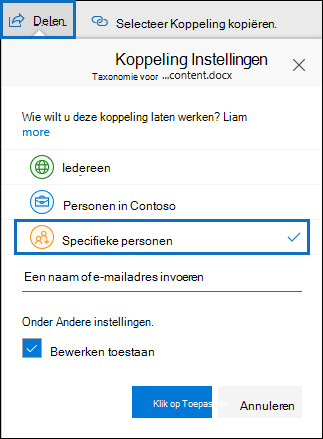 Delen.
Selecteer Koppeling kopiëren.
Koppeling Instellingen
Taxonomie voor ...content.docx
Wie wilt u deze koppeling laten werken? Liam
more
Iedereen
Personen in Contoso
Specifieke personen
Een naam of e-mailadres invoeren
Onder Andere instellingen.
Bewerken toestaan
Klik op Toepas
Annuleren